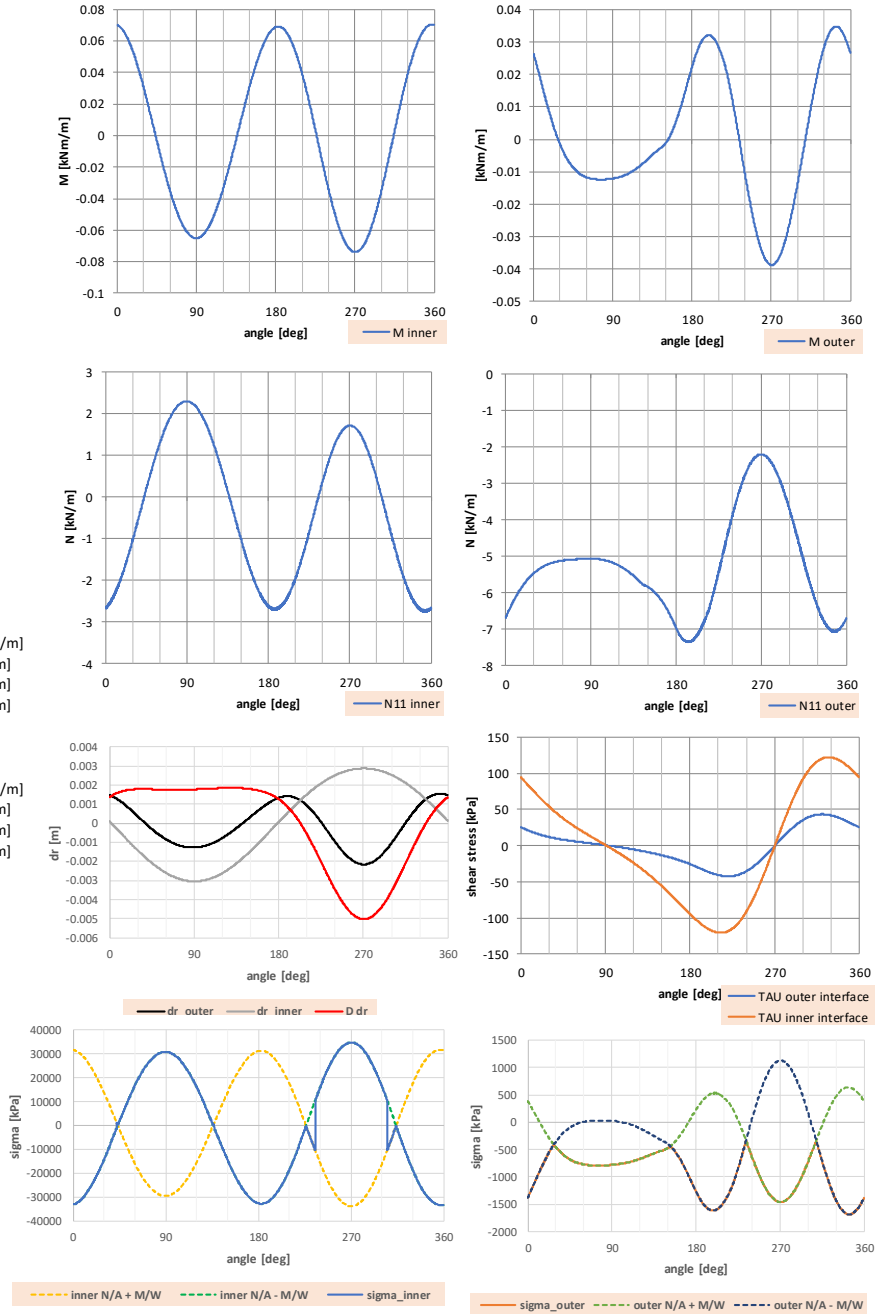 0.08
0.06
0.04
0.02
0
-0.02
-0.04
-0.06
-0.08
-0.1
M [kNm/m]
0 90 180 270 360
angle [deg]
M inner
0.04
0.03
0.02
0.01
0
-0.01
-0.02
-0.03
-0.04
-0.05
[kNm/m]
0 90 180 270 360
angle [deg]
M outer
3
2
1
0
-1
-2
-3
-4
N [kN/m]
0 90 180 270 360
angle [deg]
N11 inner
0
-1
-2
-3
-4
-5
-6
-7
-8
N [kN/m]
0 90 180 270 360
angle [deg]
N11 outer
/m]
m]
m]
m]
/m]
m]
m]
m]
0.004
0.003
0.002
0.001
0
-0.001
-0.002
-0.003
-0.004
-0.005
-0.006
dr [m]
0 90 180 270 360
angle [deg]
dr_outer dr_inner D dr
150
100
50
0
-50
-100
-150
shear stress [kPa]
0 90 180 270 360
angle [deg]
TAU outer interface
TAU inner interface
40000
30000
20000
10000
0
-10000
-20000
-30000
-40000
sigma [kPa]
0 90 180 270 360
angle [deg]
inner N/A + M/W inner N/A - M/W sigma_inner
1500
1000
500
0
-500
-1000
-1500
-2000
sigma [kPa]
0 90 180 270 360
angle [deg]
sigma_outer outer N/A + M/W outer N/A - M/W